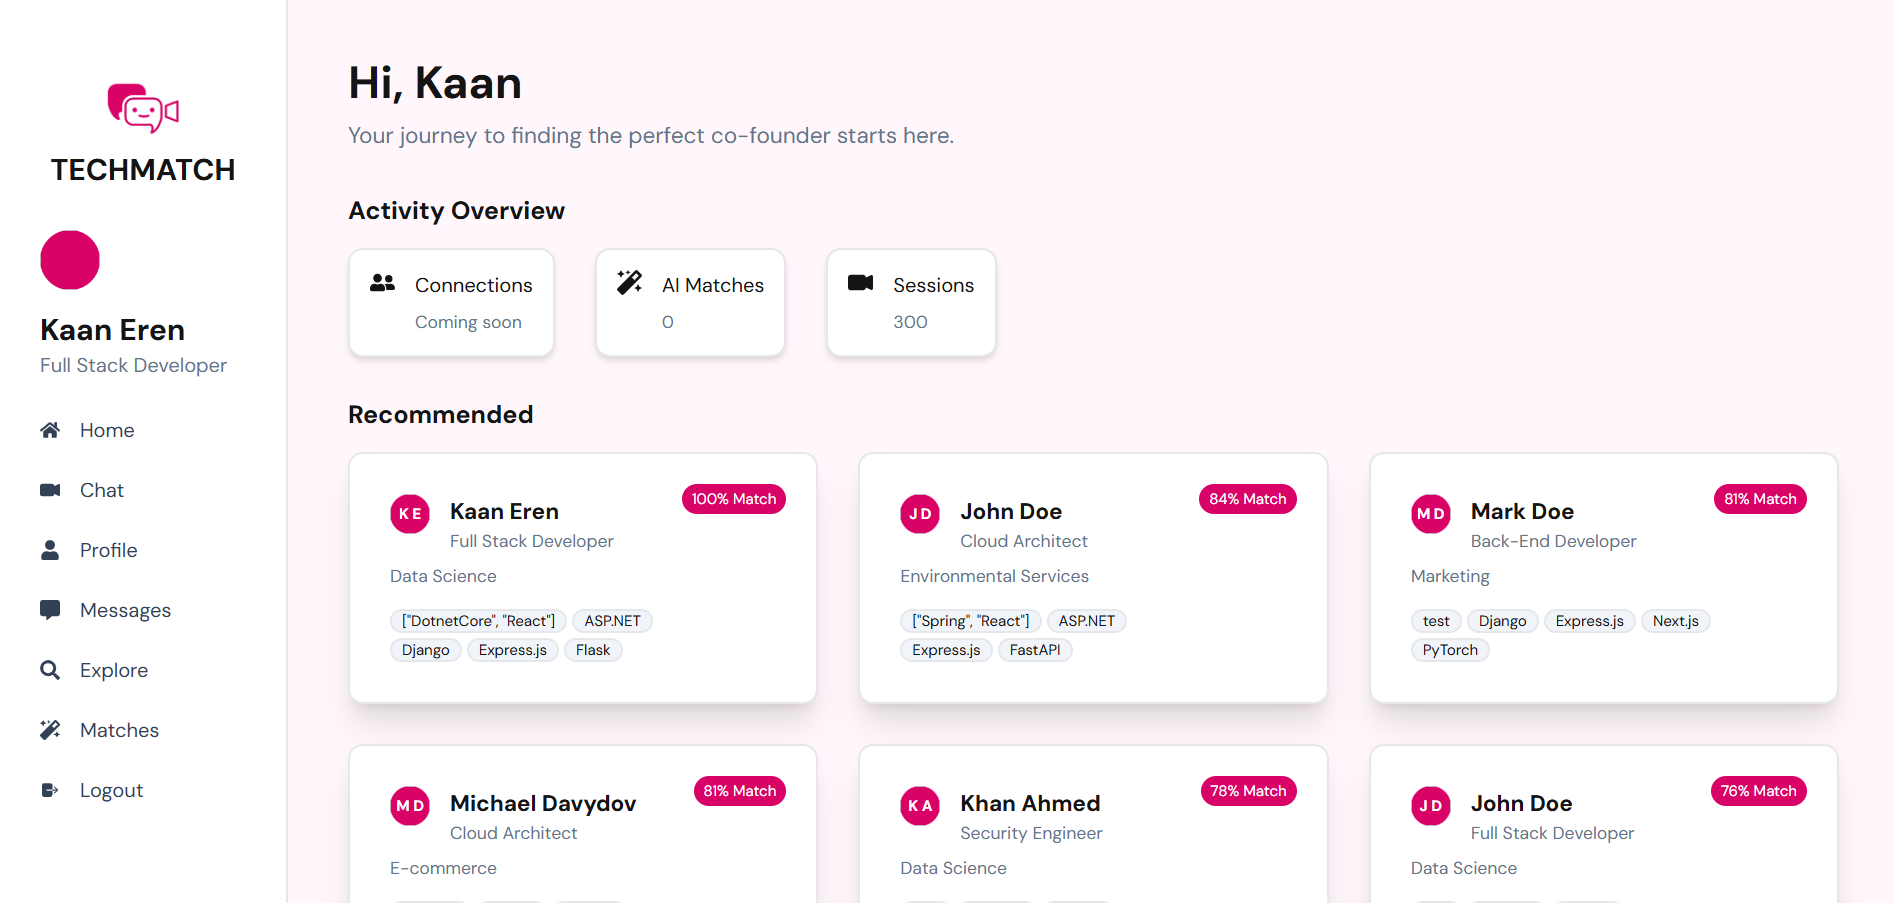 TECHMATCH
Kaan Eren
Full Stack Developer
Home
Chat
Profile
Messages
Explore
Matches
Logout
Hi, Kaan
Your journey to finding the perfect co-founder starts here.
Activity Overview
Connections
Coming soon
AI Matches
0
Sessions
300
Recommended
KE
Kaan Eren
100% Match
Full Stack Developer
Data Science
["DotnetCore", "React"] ASP.NET
Django Express.js Flask
JD
John Doe
84% Match
Cloud Architect
Environmental Services
["Spring", "React"] ASP.NET
Express.js FastAPI
MD
Mark Doe
81% Match
Back-End Developer
Marketing
test Django Express.js Next.js
PyTorch
MD
Michael Davydov
81% Match
Cloud Architect
E-commerce
KA
Khan Ahmed
78% Match
Security Engineer
Data Science
JD
John Doe
76% Match
Full Stack Developer
Data Science